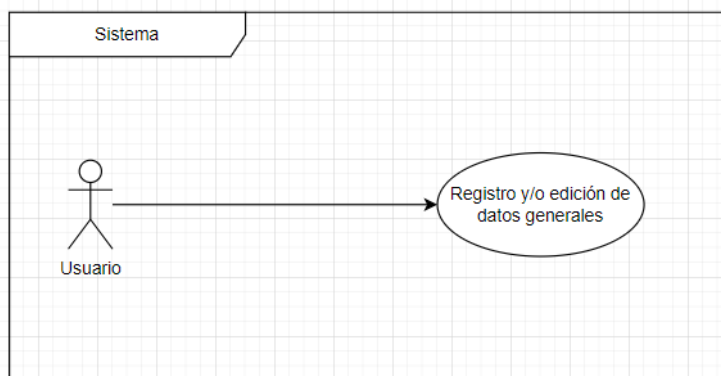 Sistema
Registro y/o edición de
datos generales
Usuario